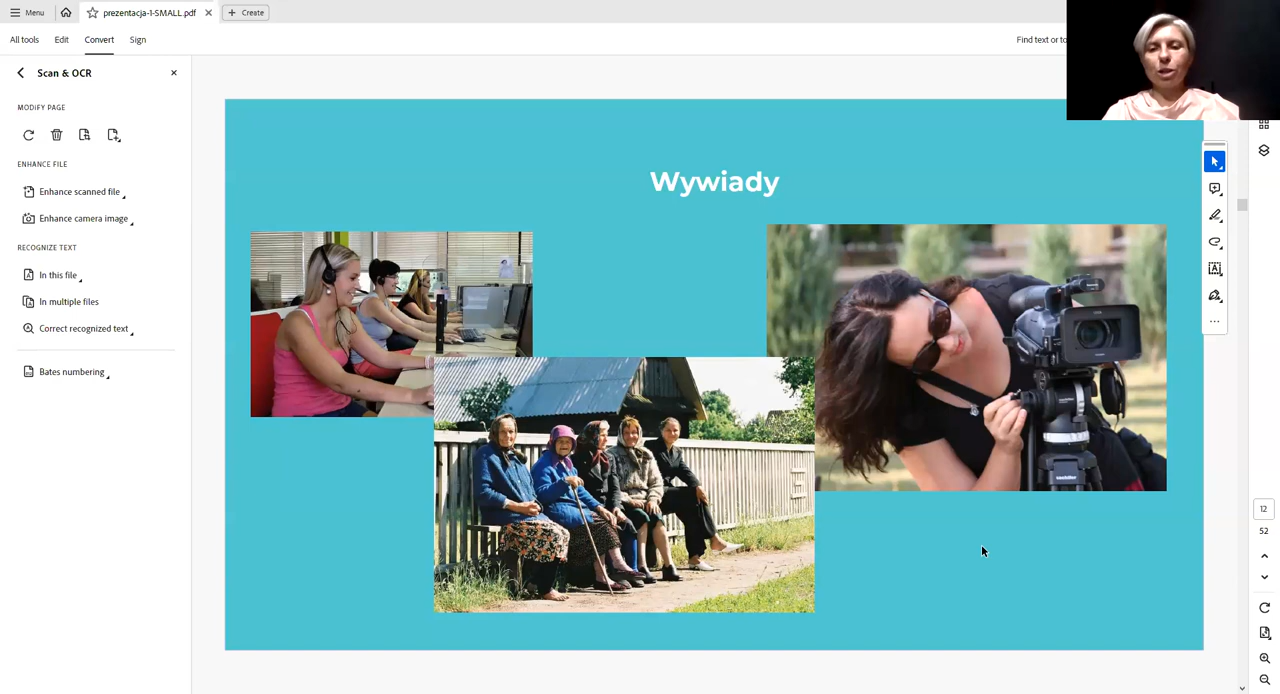 Menu
prezentacja-1-SMALL.pdf
Create
All tools
Edit
Convert
Sign
Find text or to
Scan & OCR
MODIFY PAGE
ENHANCE FILE
Enhance scanned file
Enhance camera image
RECOGNIZE TEXT
In this file
In multiple files
Correct recognized text
Bates numbering
Wywiady
12
52